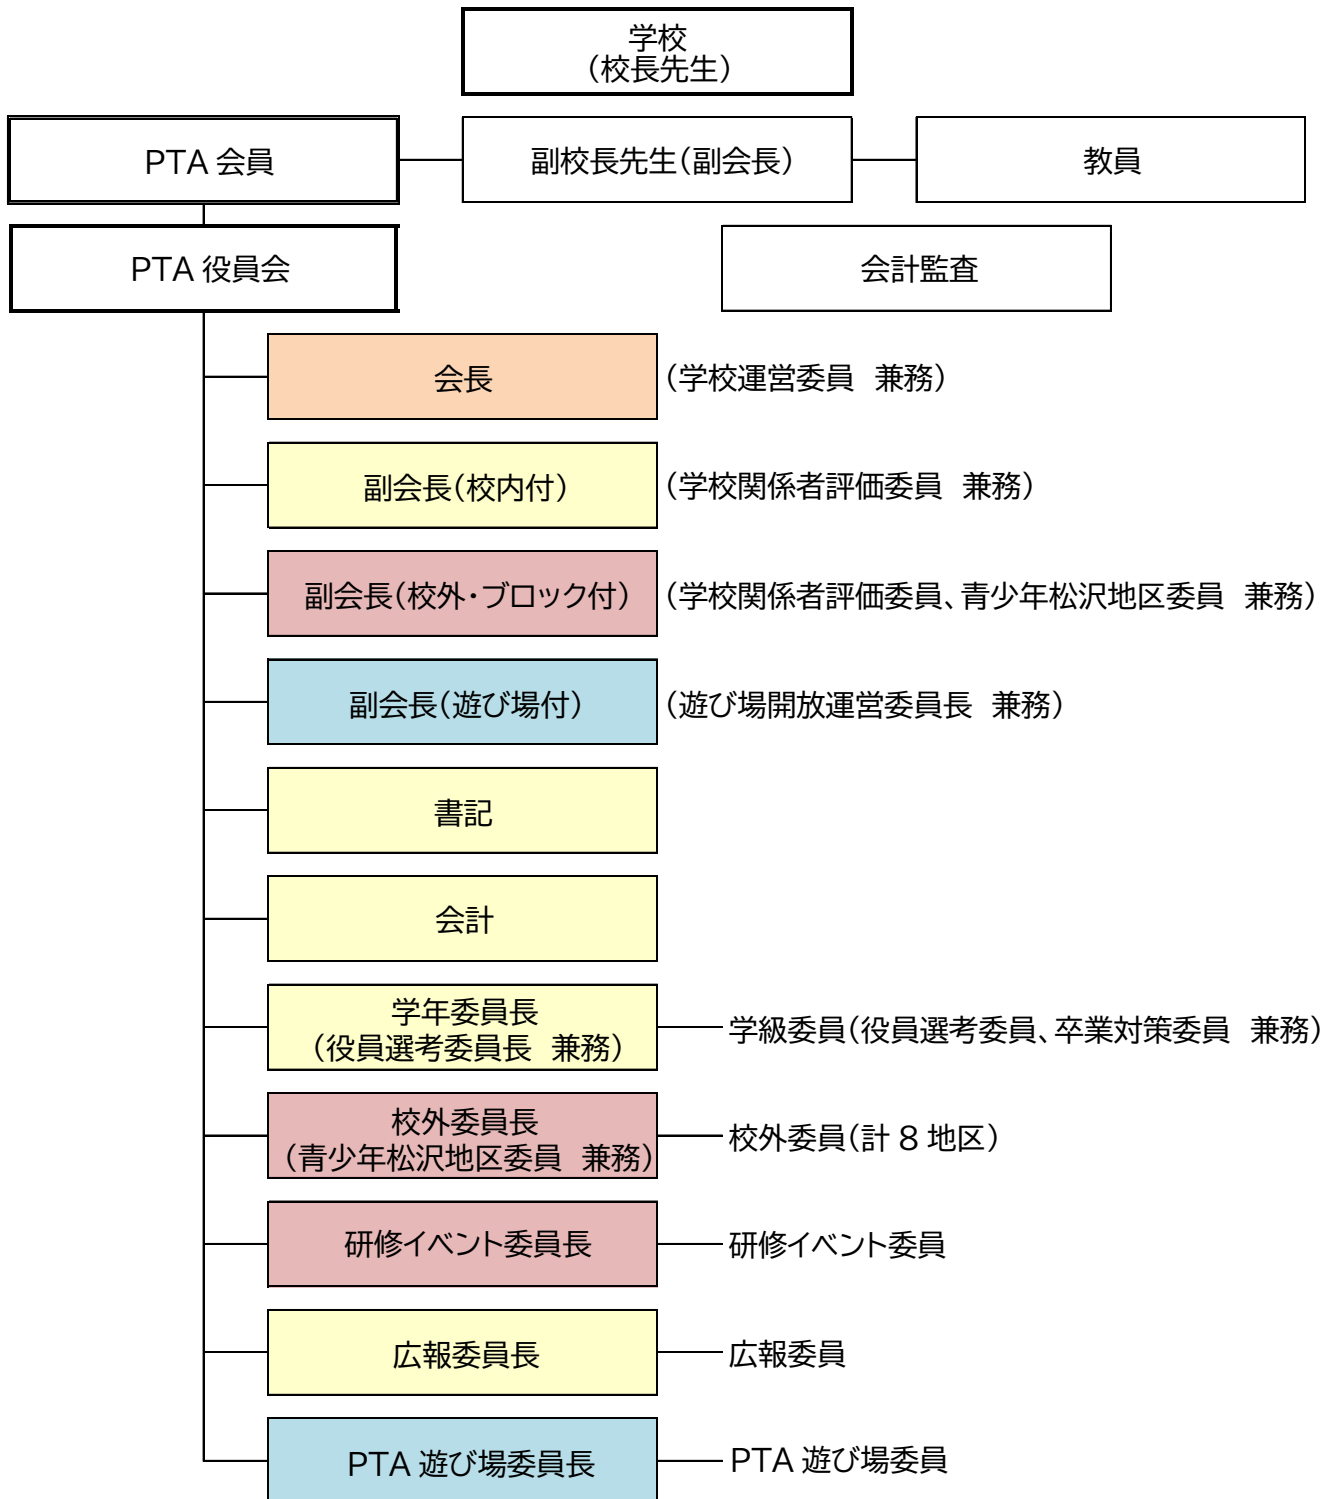 学校
（校長先生）
PTA 会員
副校長先生（副会長）
教員
PTA 役員会
会計監査
会長
（学校運営委員　兼務）
副会長（校内付）
（学校関係者評価委員　兼務）
副会長（校外・ブロック付）
（学校関係者評価委員、青少年松沢地区委員　兼務）
副会長（遊び場付）
（遊び場開放運営委員長　兼務）
書記
会計
学年委員長
（役員選考委員長　兼務）
学級委員（役員選考委員、卒業対策委員　兼務）
校外委員長
（青少年松沢地区委員　兼務）
校外委員（計 8 地区）
研修イベント委員長
研修イベント委員
広報委員長
広報委員
PTA 遊び場委員長
PTA 遊び場委員